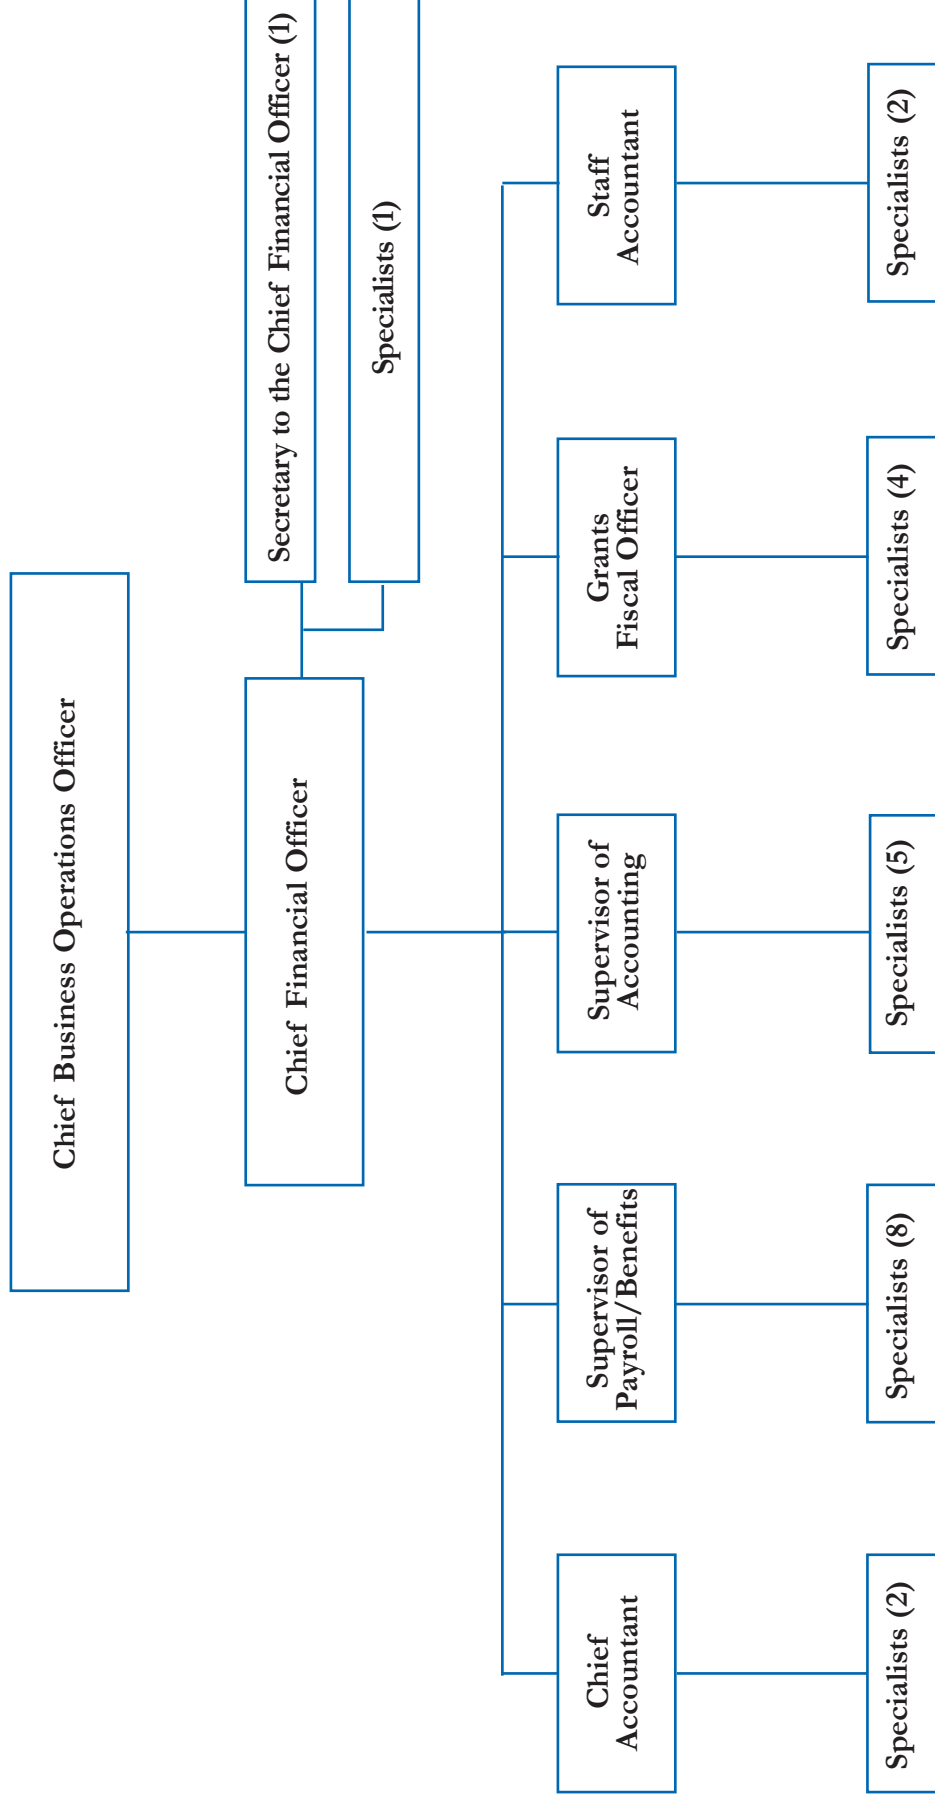 Chief Business Operations Officer
Chief Financial Officer
Secretary to the Chief Financial Officer (1)
Specialists (1)
Chief
Accountant
Supervisor of
Payroll/Benefits
Supervisor of
Accounting
Grants
Fiscal Officer
Staff
Accountant
Specialists (2)
Specialists (8)
Specialists (5)
Specialists (4)
Specialists (2)